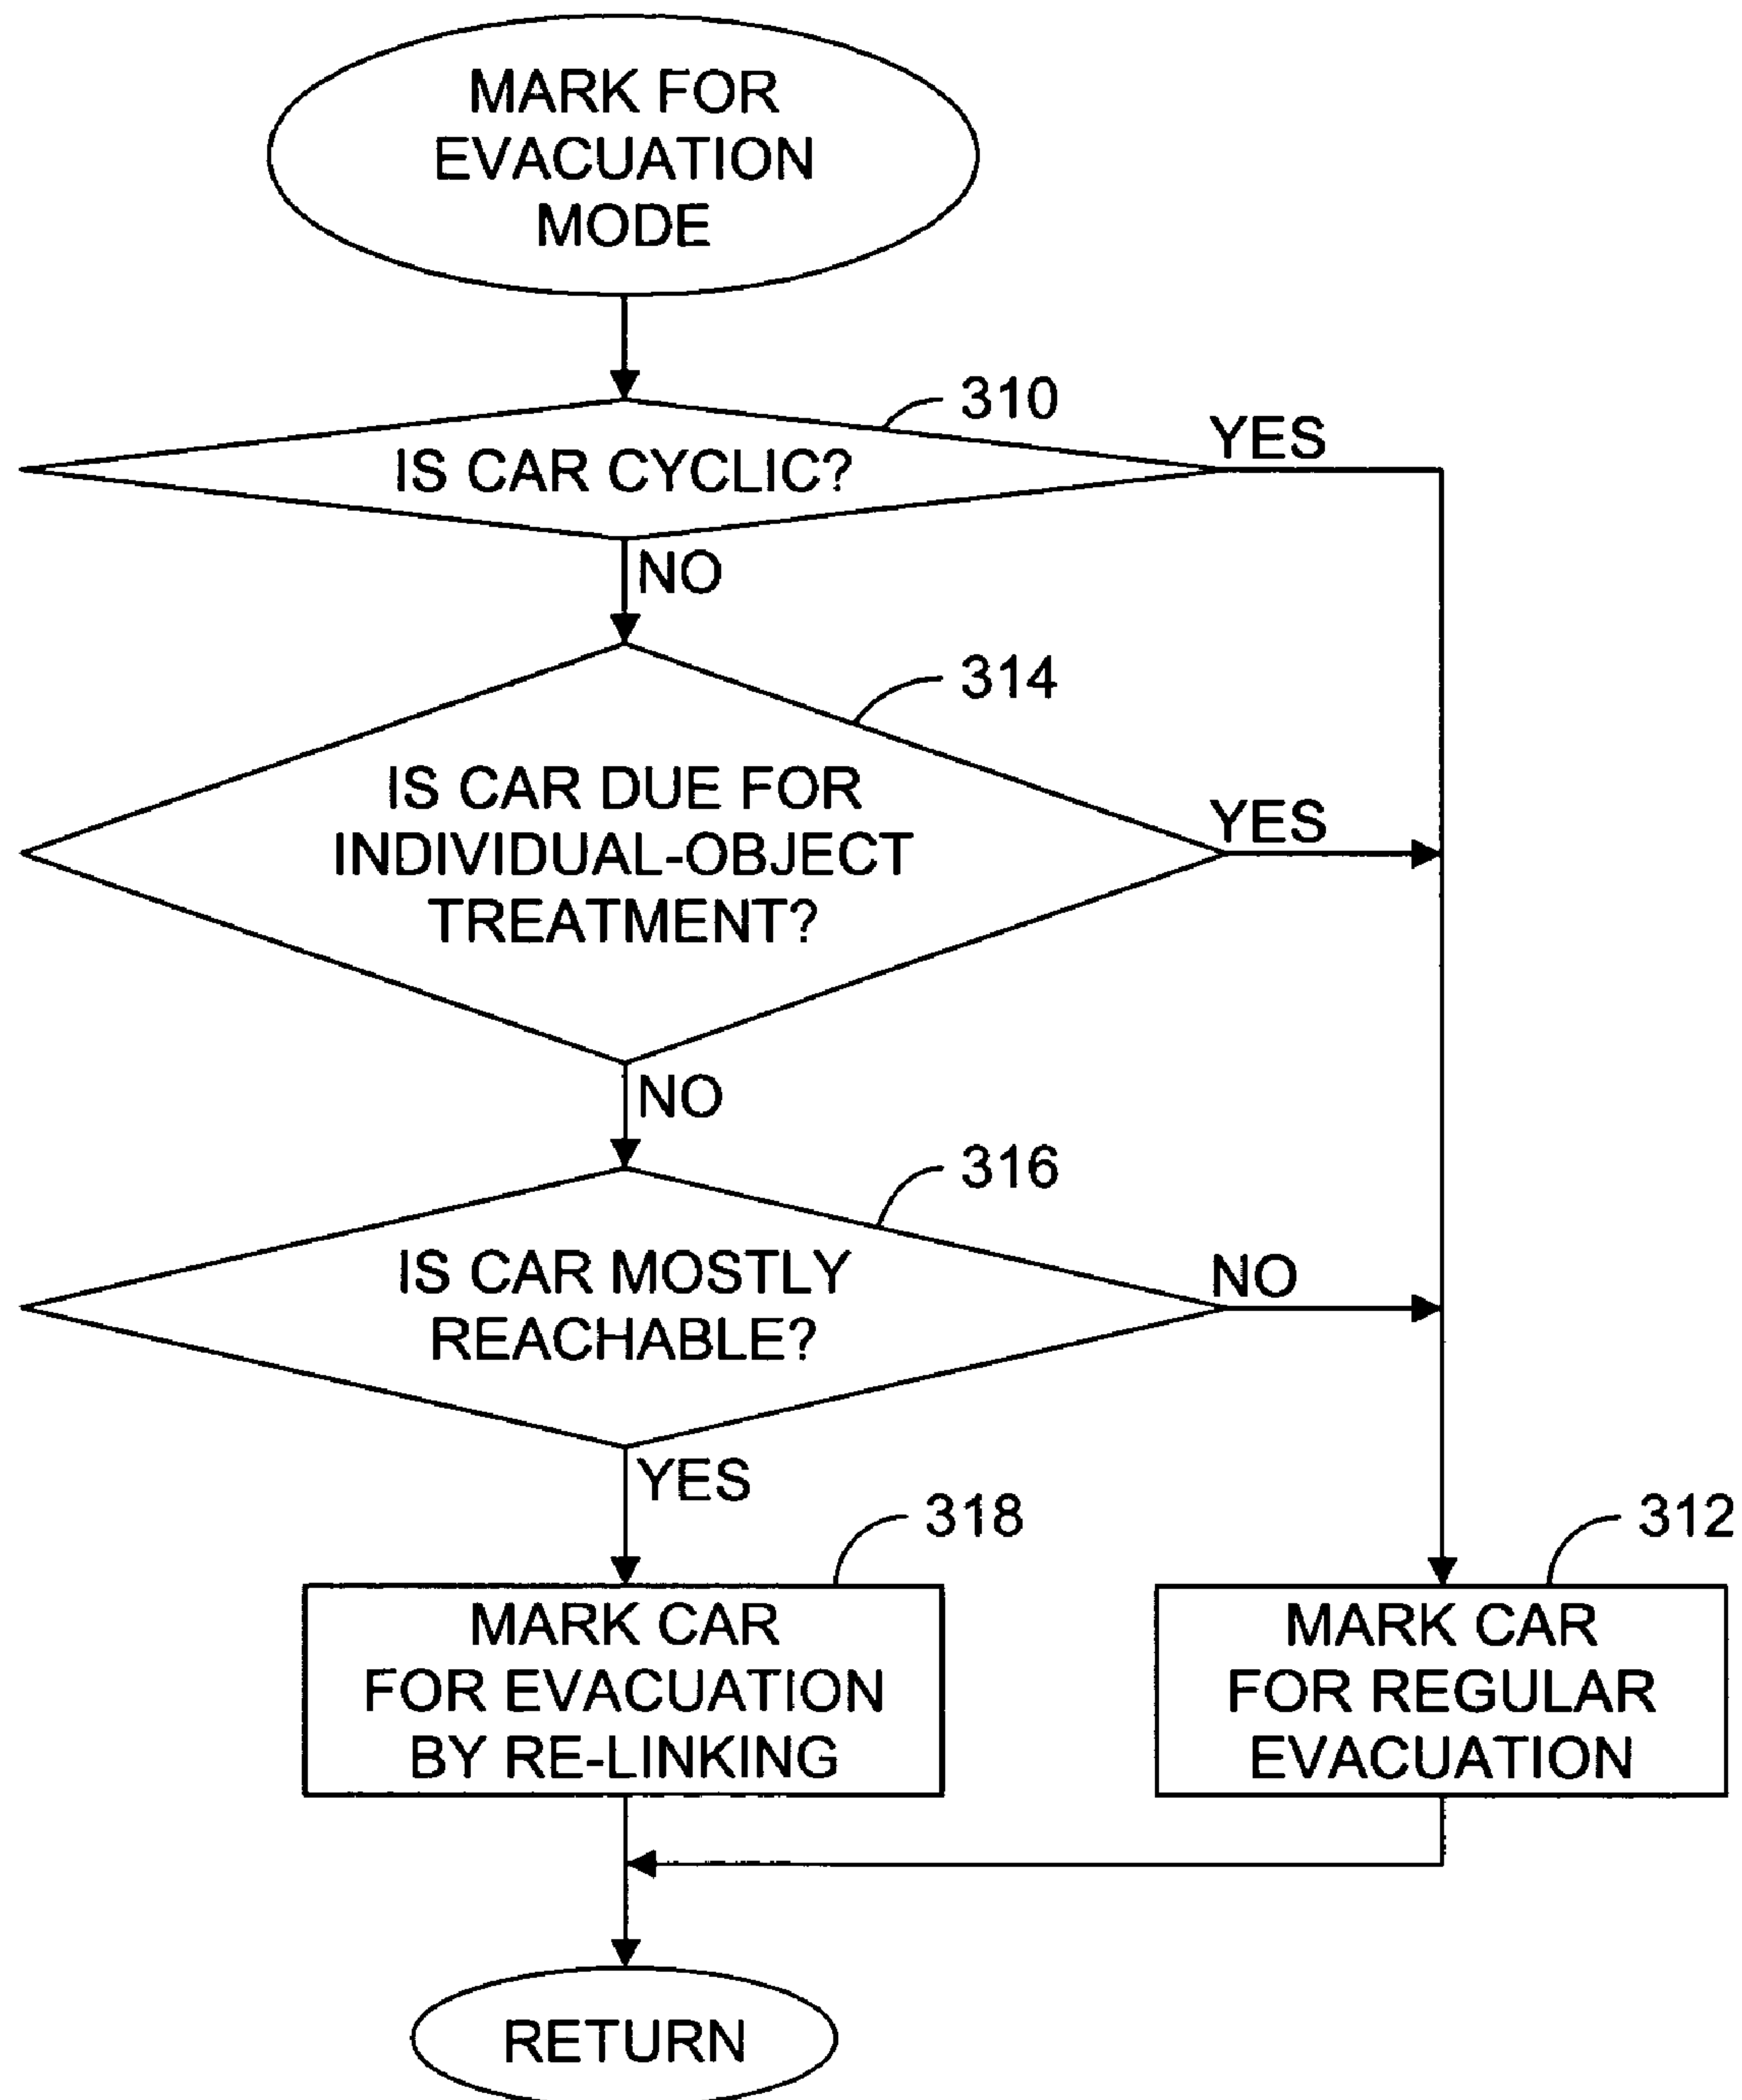 MARK FOR
EVACUATION
MODE
310
IS CAR CYCLIC?
YES
NO
314
IS CAR DUE FOR
INDIVIDUAL-OBJECT
TREATMENT?
YES
NO
316
IS CAR MOSTLY
REACHABLE?
NO
YES
318
MARK CAR
FOR EVACUATION
BY RE-LINKING
312
MARK CAR
FOR REGULAR
EVACUATION
RETURN